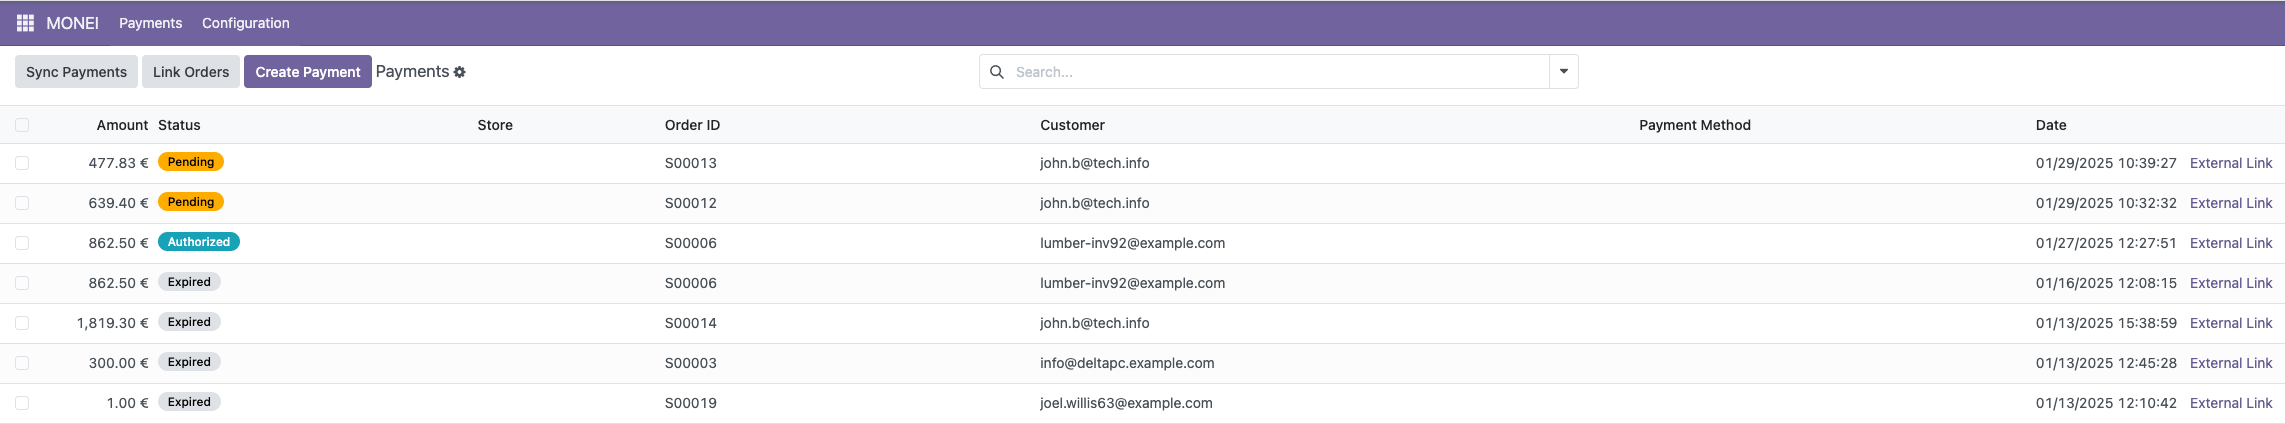 MONEI Payments Configuration
Sync Payments Link Orders Create Payment Payments Search...
Amount Status Store Order ID Customer Payment Method Date
477.83 € Pending S00013 john.b@tech.info 01/29/2025 10:39:27 External Link
639.40 € Pending S00012 john.b@tech.info 01/29/2025 10:32:32 External Link
862.50 € Authorized S00006 lumber-inv92@example.com 01/27/2025 12:27:51 External Link
862.50 € Expired S00006 lumber-inv92@example.com 01/16/2025 12:08:15 External Link
1,819.30 € Expired S00014 john.b@tech.info 01/13/2025 15:38:59 External Link
300.00 € Expired S00003 info@deltapc.example.com 01/13/2025 12:45:28 External Link
1.00 € Expired S00019 joel.willis63@example.com 01/13/2025 12:10:42 External Link